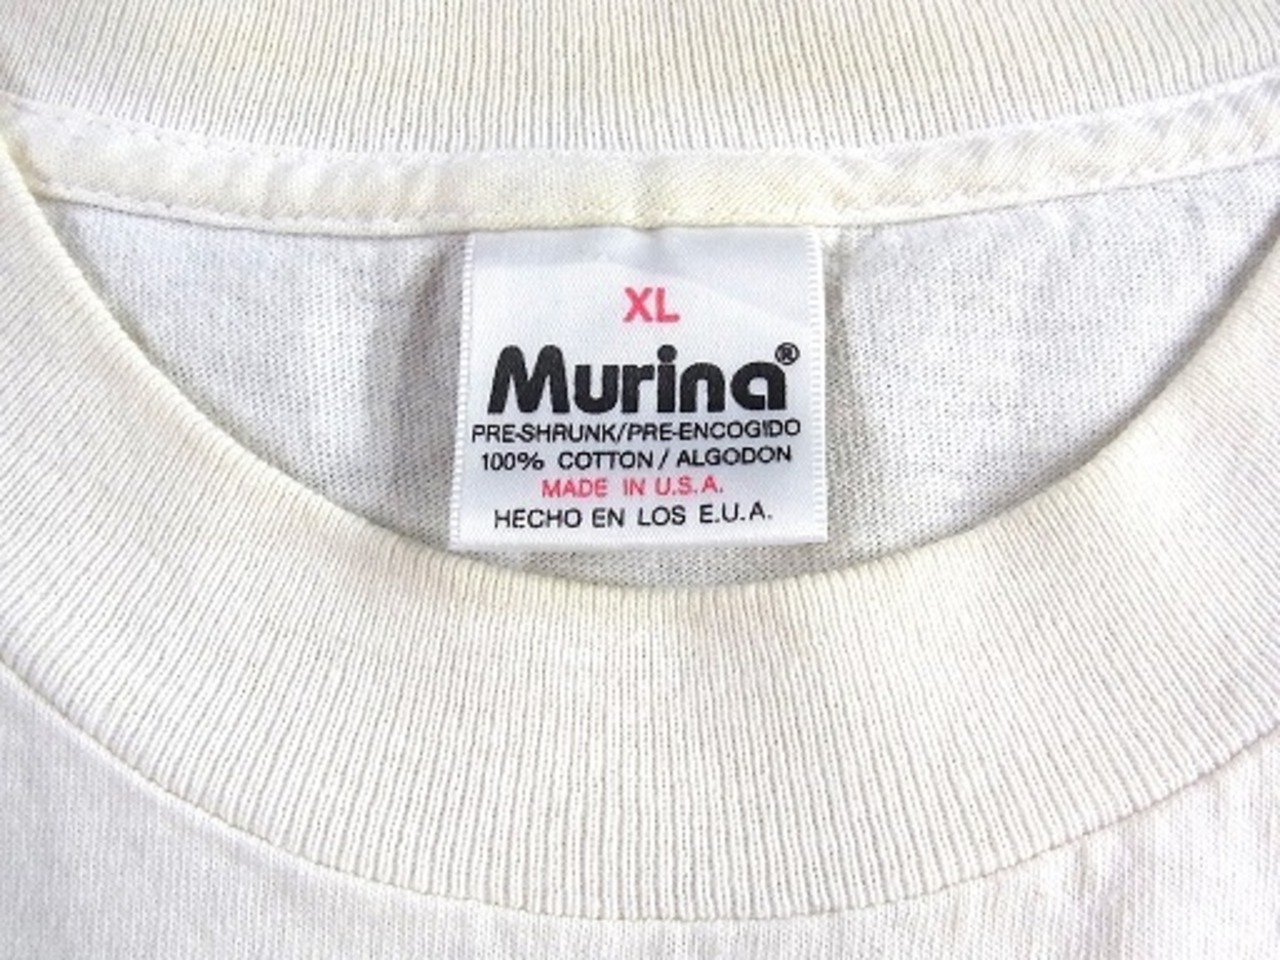 XL
Murina®
PRE-SHRUNK/PRE-ENCOGIDO
100% COTTON / ALGODON
MADE IN U.S.A.
HECHO EN LOS E.U.A.